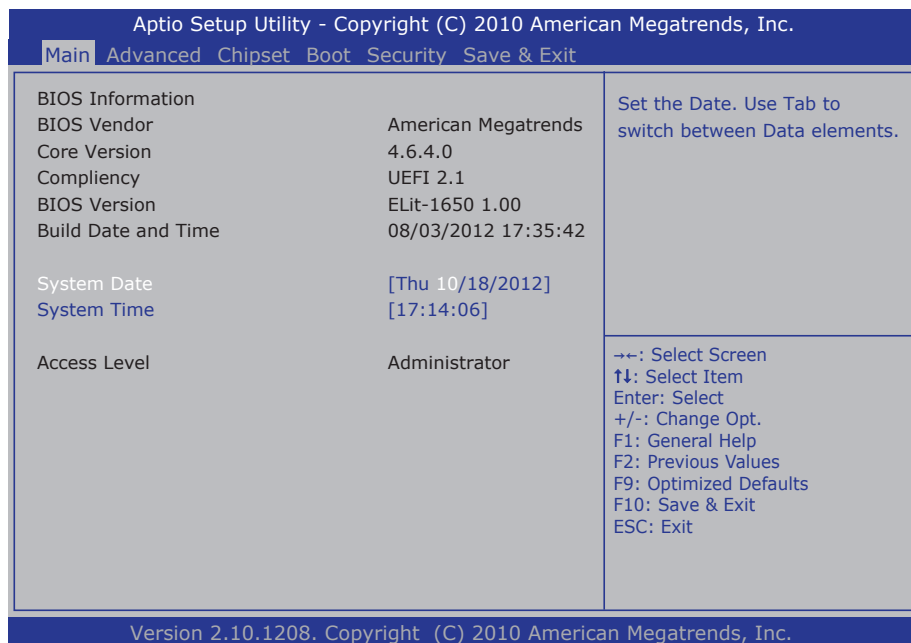 Aptio Setup Utility - Copyright (C) 2010 American Megatrends, Inc.
Main Advanced Chipset Boot Security Save & Exit
BIOS Information
BIOS Vendor American Megatrends
Core Version 4.6.4.0
Compliency UEFI 2.1
BIOS Version ELit-1650 1.00
Build Date and Time 08/03/2012 17:35:42
System Date [Thu 10/18/2012]
System Time [17:14:06]
Access Level Administrator
Set the Date. Use Tab to
switch between Data elements.
→←: Select Screen
↑↓: Select Item
Enter: Select
+/-: Change Opt.
F1: General Help
F2: Previous Values
F9: Optimized Defaults
F10: Save & Exit
ESC: Exit
Version 2.10.1208. Copyright (C) 2010 American Megatrends, Inc.